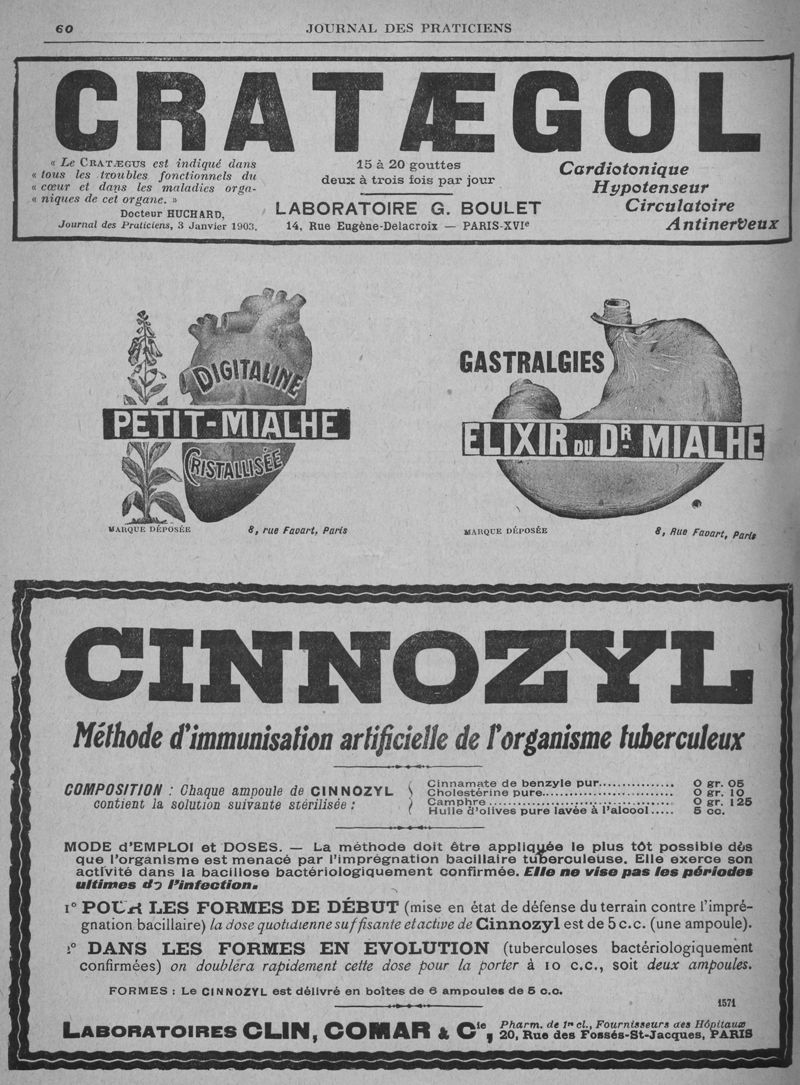 60
JOURNAL DES PRATICIENS
CRATÆGOL
« Le CRATÆGUS est indiqué dans
« tous les troubles fonctionnels du
« cœur et dans les maladies orga-
« niques de cet organe. »
Docteur HUCHARD,
Journal des Praticiens, 3 Janvier 1903.
15 à 20 gouttes
deux à trois fois par jour
LABORATOIRE G. BOULET
14, Rue Eugène-Delacroix — PARIS-XVIe
Cardiotonique
Hypotenseur
Circulatoire
Antinerveux
DIGITALINE
PETIT-MIALHE
CRISTALLISÉE
MARQUE DÉPOSÉE
8, rue Favart, Paris
GASTRALGIES
ELIXIR DU DR MIALHE
MARQUE DÉPOSÉE
8, Rue Favart, Paris
CINNOZYL
Méthode d'immunisation artificielle de l'organisme tuberculeux
COMPOSITION : Chaque ampoule de CINNOZYL
contient la solution suivante stérilisée :
Cinnamate de benzyle pur............... 0 gr. 05
Cholestérine pure....................... 0 gr. 10
Camphre ................................ 0 gr. 125
Huile d'olives pure lavée à l'alcool..... 5 cc.
MODE d'EMPLOI et DOSES. — La méthode doit être appliquée le plus tôt possible dès
que l'organisme est menacé par l'imprégnation bacillaire tuberculeuse. Elle exerce son
activité dans la bacillose bactériologiquement confirmée. Elle ne vise pas les périodes
ultimes de l'infection.
1° POUR LES FORMES DE DÉBUT (mise en état de défense du terrain contre l'impré-
gnation bacillaire) la dose quotidienne suffisante et active de Cinnozyl est de 5 c.c. (une ampoule).
2° DANS LES FORMES EN ÉVOLUTION (tuberculoses bactériologiquement
confirmées) on doublera rapidement cette dose pour la porter à 10 c.c., soit deux ampoules.
FORMES : Le CINNOZYL est délivré en boîtes de 6 ampoules de 5 c.c.
1571
LABORATOIRES CLIN, COMAR & Cie,
Pharm. de 1re cl., Fournisseurs des Hôpitaux
20, Rue des Fossés-St-Jacques, PARIS